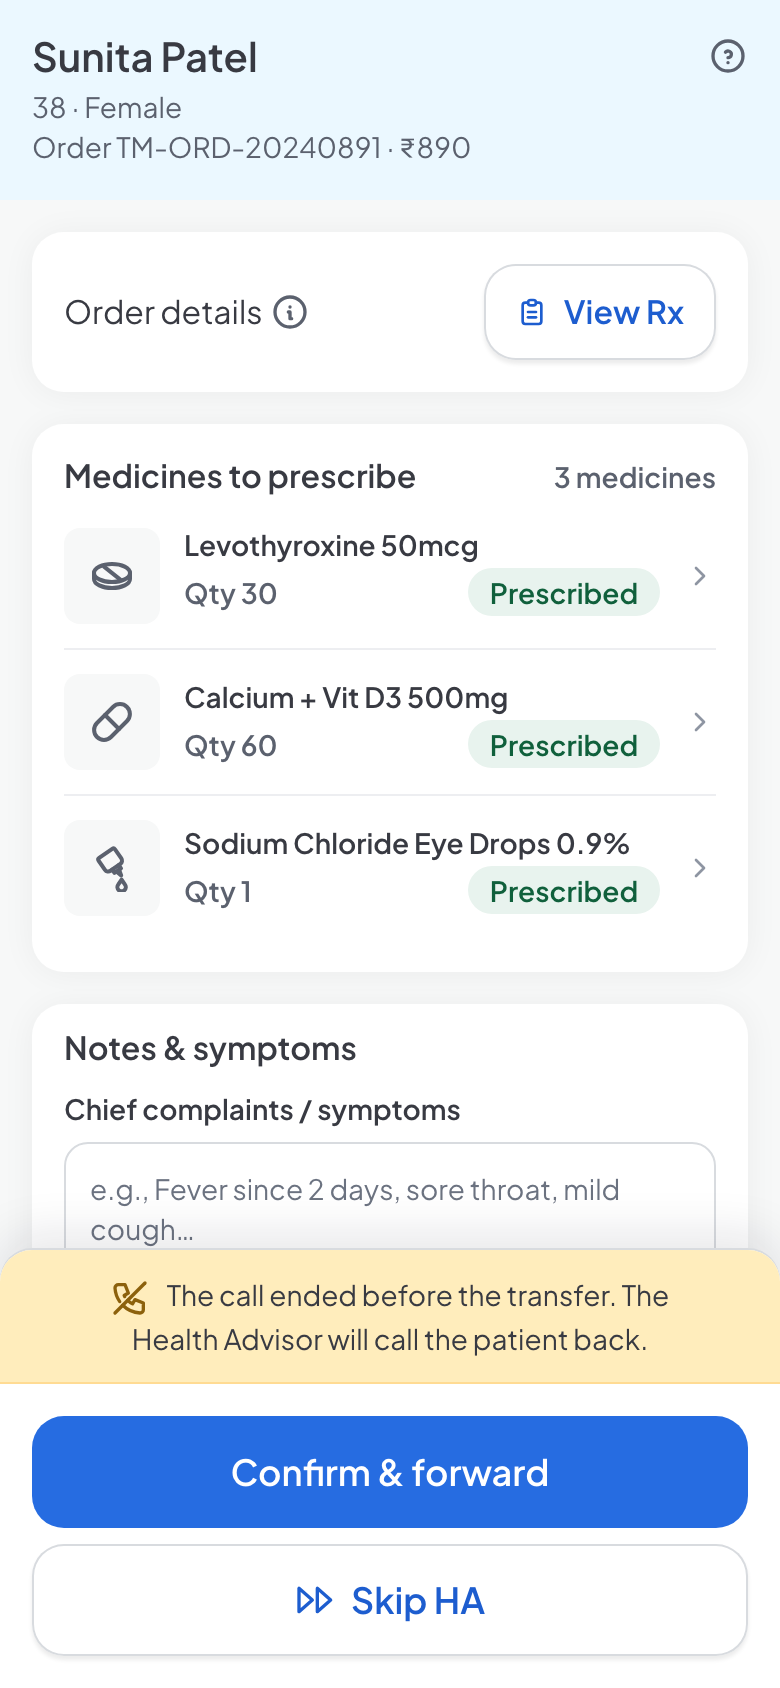 Sunita Patel
38 · Female
Order TM-ORD-20240891 · ₹890
Order details
View Rx
Medicines to prescribe
3 medicines
Levothyroxine 50mcg
Qty 30
Prescribed
Calcium + Vit D3 500mg
Qty 60
Prescribed
Sodium Chloride Eye Drops 0.9%
Qty 1
Prescribed
Notes & symptoms
Chief complaints / symptoms
e.g., Fever since 2 days, sore throat, mild
cough...
The call ended before the transfer. The
Health Advisor will call the patient back.
Confirm & forward
Skip HA